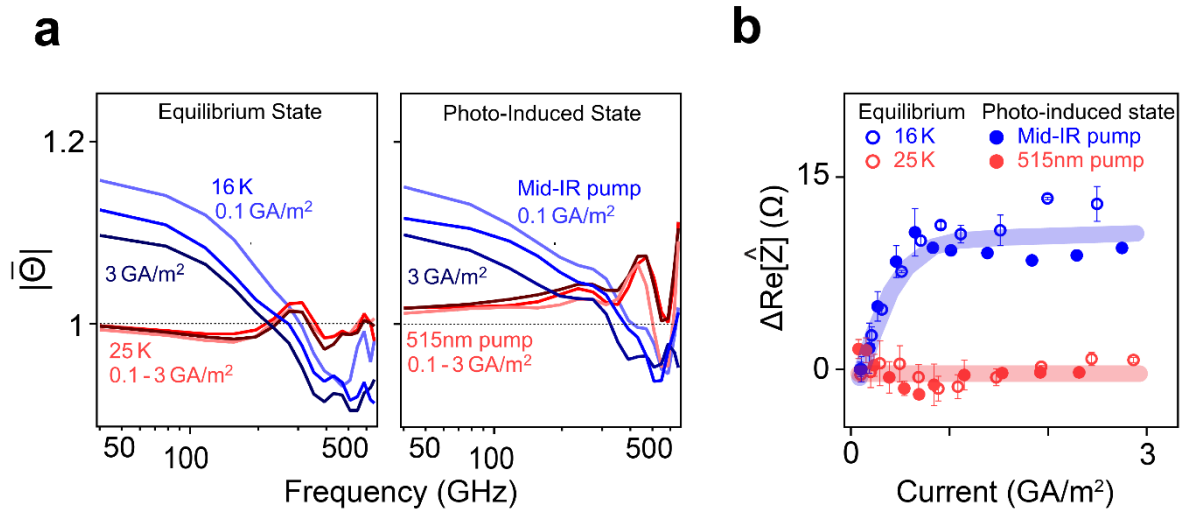 a
Equilibrium State
Photo-Induced State
1.2
16 K
0.1 GA/m²
Mid-IR pump
0.1 GA/m²
|Θ̅|
3 GA/m²
3 GA/m²
1
25 K
0.1 - 3 GA/m²
515nm pump
0.1 - 3 GA/m²
50
100
500
50
100
500
Frequency (GHz)
b
Equilibrium
Photo-induced state
16 K
Mid-IR pump
25 K
515nm pump
15
ΔRe[Ẑ] (Ω)
0
0
3
Current (GA/m²)